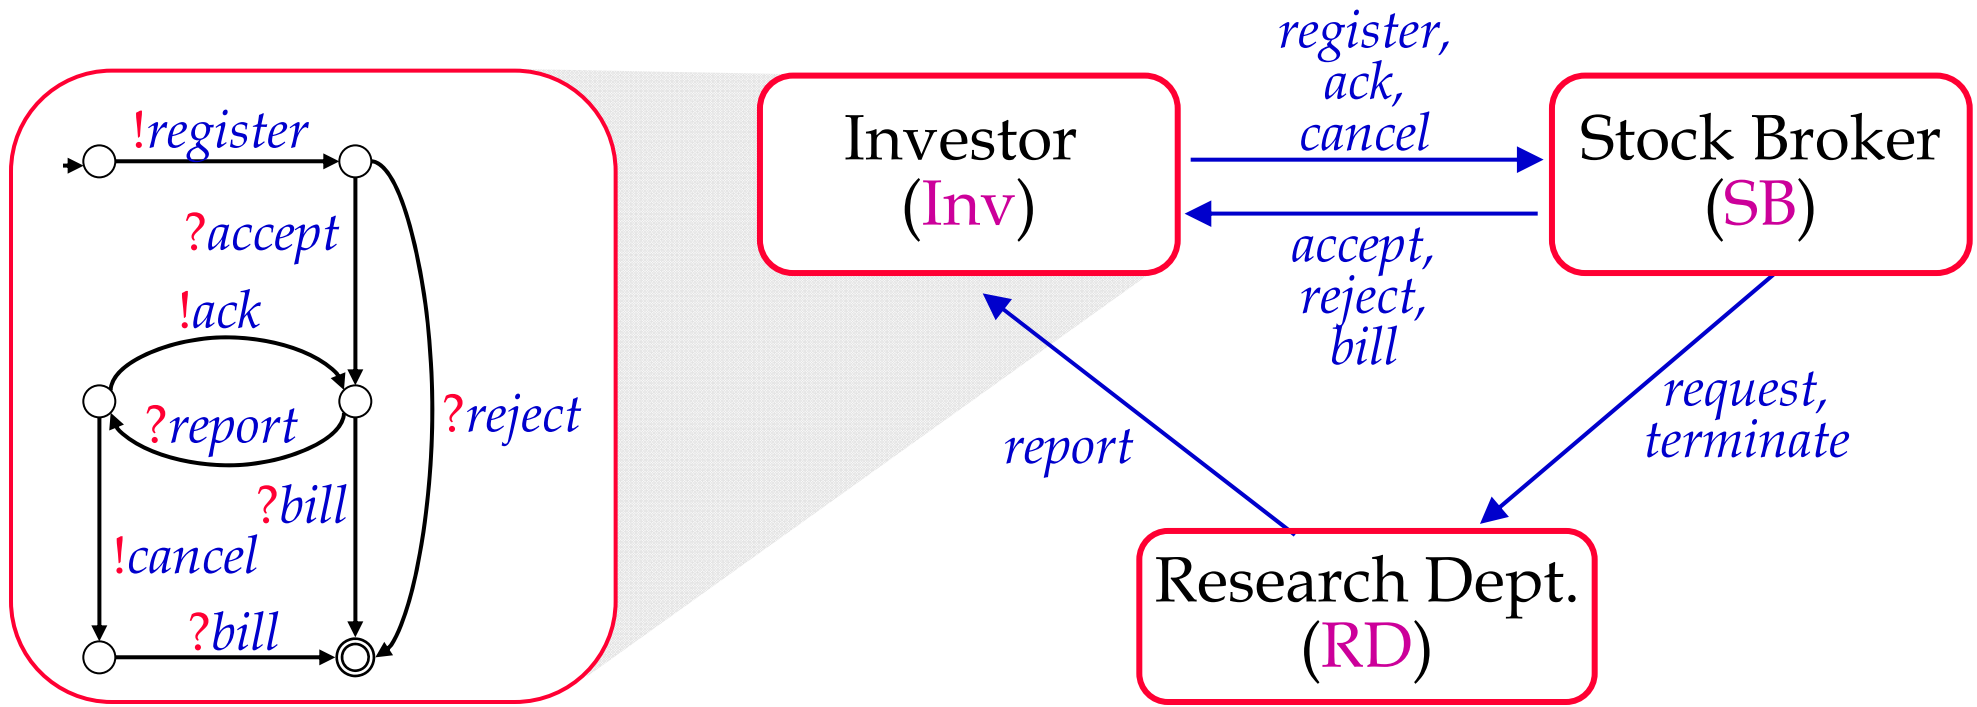 !register
?accept
!ack
?report
?reject
?bill
!cancel
?bill
Investor
(Inv)
register,
ack,
cancel
accept,
reject,
bill
Stock Broker
(SB)
report
request,
terminate
Research Dept.
(RD)